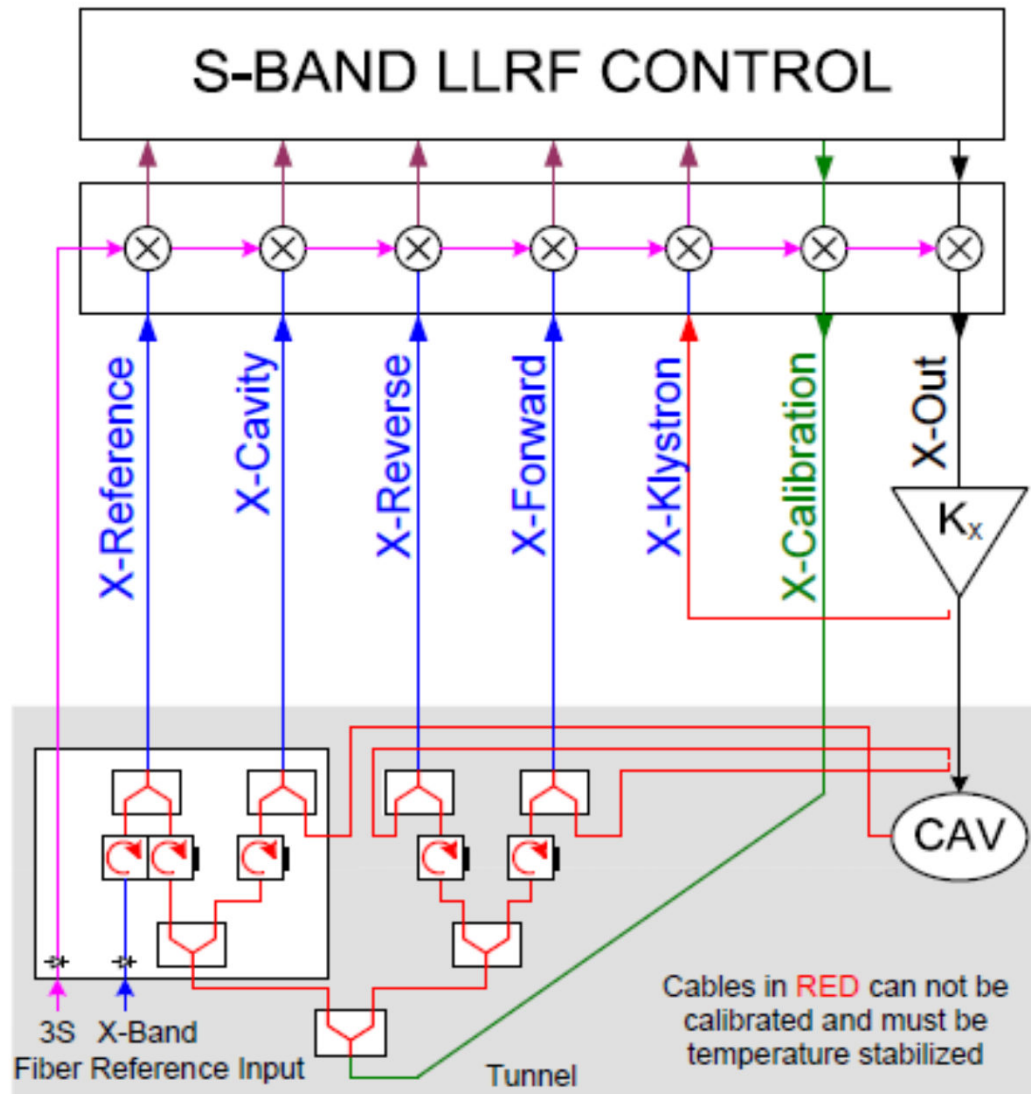 S-BAND LLRF CONTROL
X-Reference
X-Cavity
X-Reverse
X-Forward
X-Klystron
X-Calibration
X-Out
Kx
CAV
Cables in RED can not be
calibrated and must be
temperature stabilized
3S X-Band
Fiber Reference Input
Tunnel